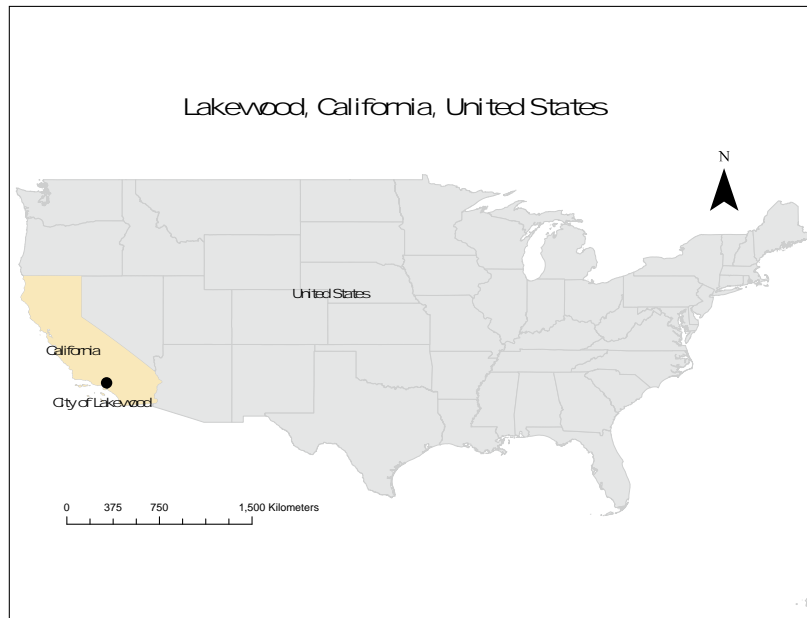 Lakewood, California, United States
N
United States
California
City of Lakewood
0 375 750 1,500 Kilometers